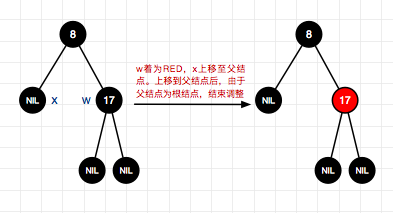 8
8
w着为RED，x上移至父结
点。上移到父结点后，由于
父结点为根结点，结束调整
NIL
X
W
17
NIL
17
NIL
NIL
NIL
NIL